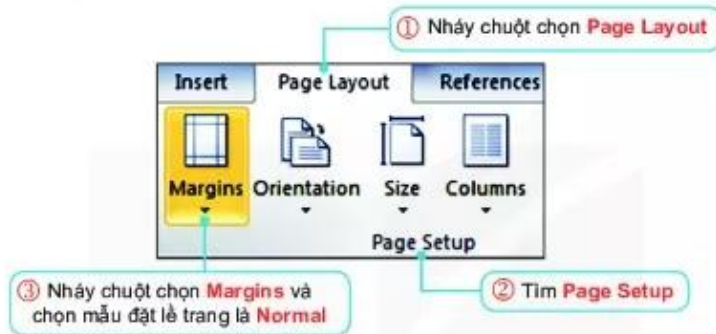 ① Nháy chuột chọn Page Layout
Insert Page Layout References
Margins Orientation Size Columns
Page Setup
③ Nháy chuột chọn Margins và
chọn mẫu đặt lề trang là Normal
② Tìm Page Setup